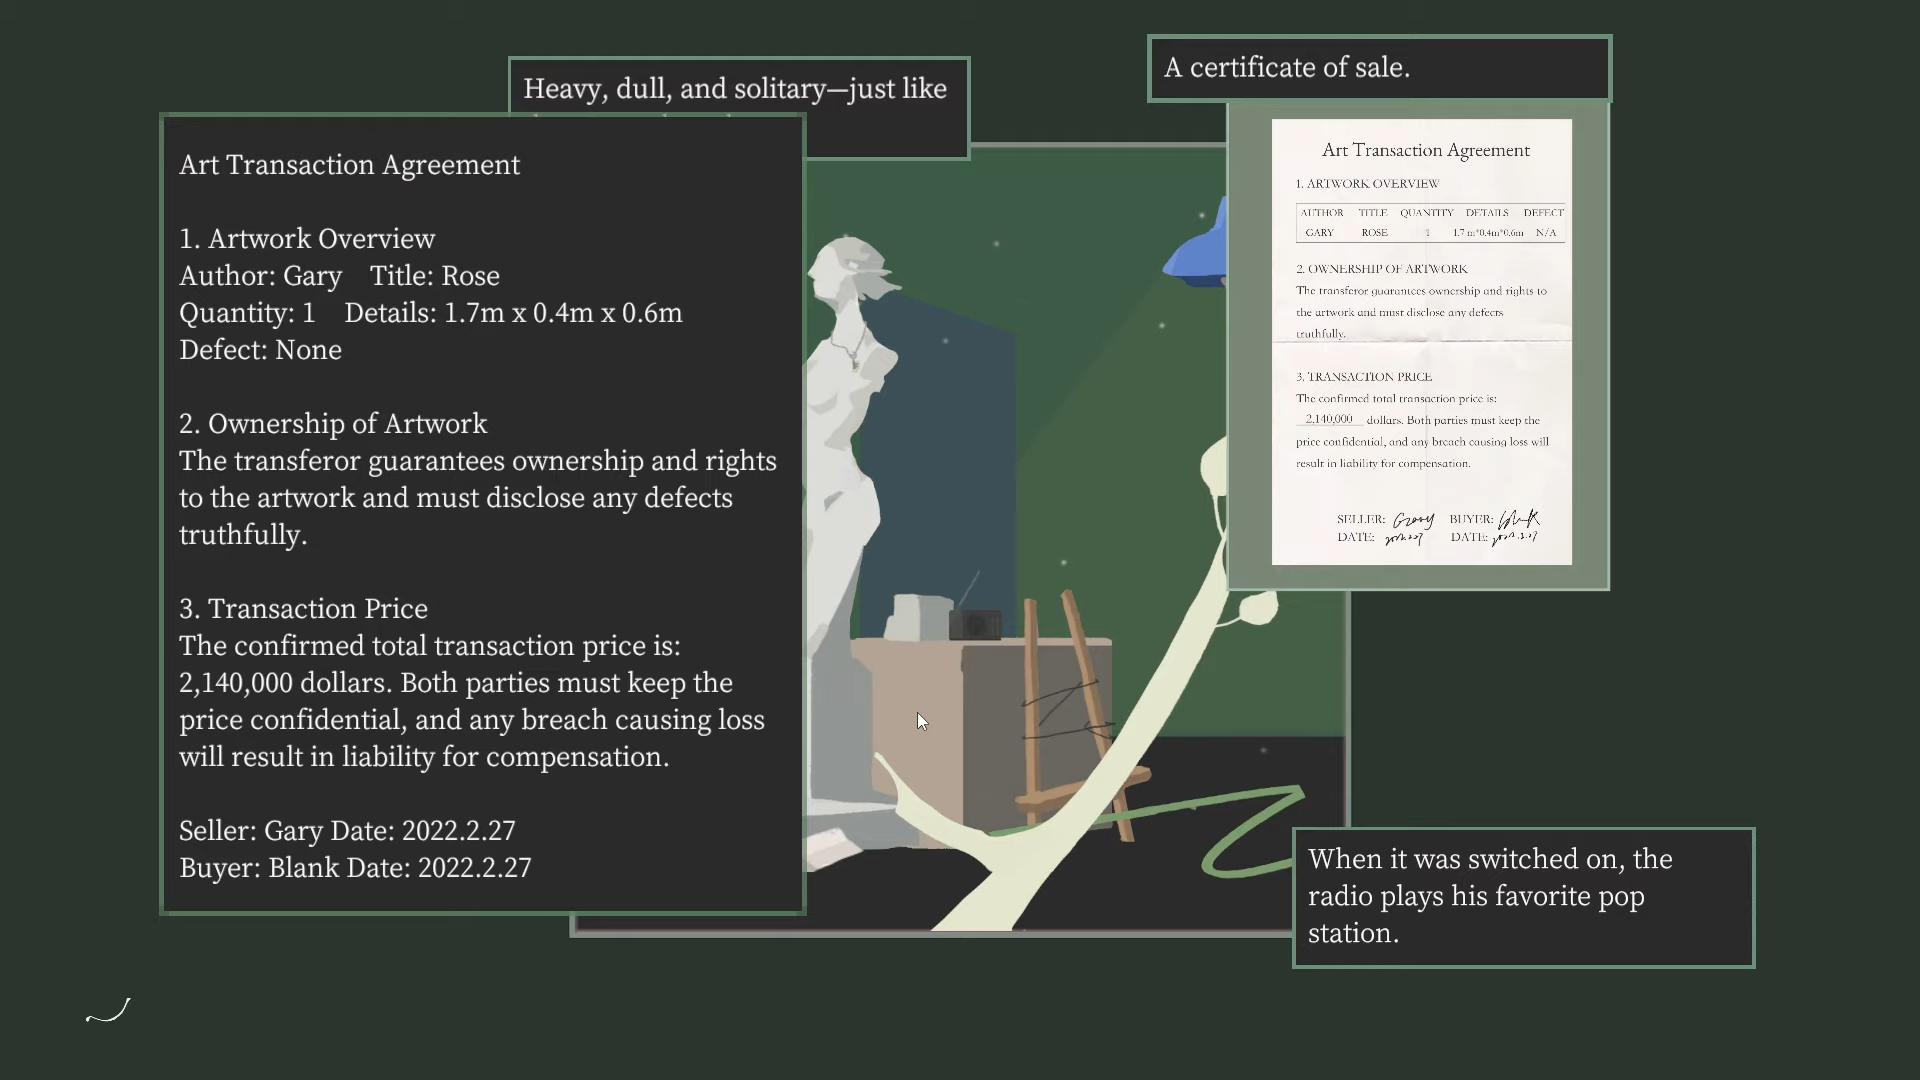 Heavy, dull, and solitary—just like
A certificate of sale.
Art Transaction Agreement
1. Artwork Overview
Author: Gary Title: Rose
Quantity: 1 Details: 1.7m x 0.4m x 0.6m
Defect: None
2. Ownership of Artwork
The transferor guarantees ownership and rights
to the artwork and must disclose any defects
truthfully.
3. Transaction Price
The confirmed total transaction price is:
2,140,000 dollars. Both parties must keep the
price confidential, and any breach causing loss
will result in liability for compensation.
Seller: Gary Date: 2022.2.27
Buyer: Blank Date: 2022.2.27
Art Transaction Agreement
1. ARTWORK OVERVIEW
AUTHOR TITLE QUANTITY DETAILS DEFECT
GARY ROSE 1 1.7 m*0.4m*0.6m N/A
2. OWNERSHIP OF ARTWORK
The transferor guarantees ownership and rights to
the artwork and must disclose any defects
truthfully.
3. TRANSACTION PRICE
The confirmed total transaction price is:
2,140,000 dollars. Both parties must keep the
price confidential, and any breach causing loss will
result in liability for compensation.
SELLER: Gary BUYER:
DATE: DATE:
When it was switched on, the
radio plays his favorite pop
station.